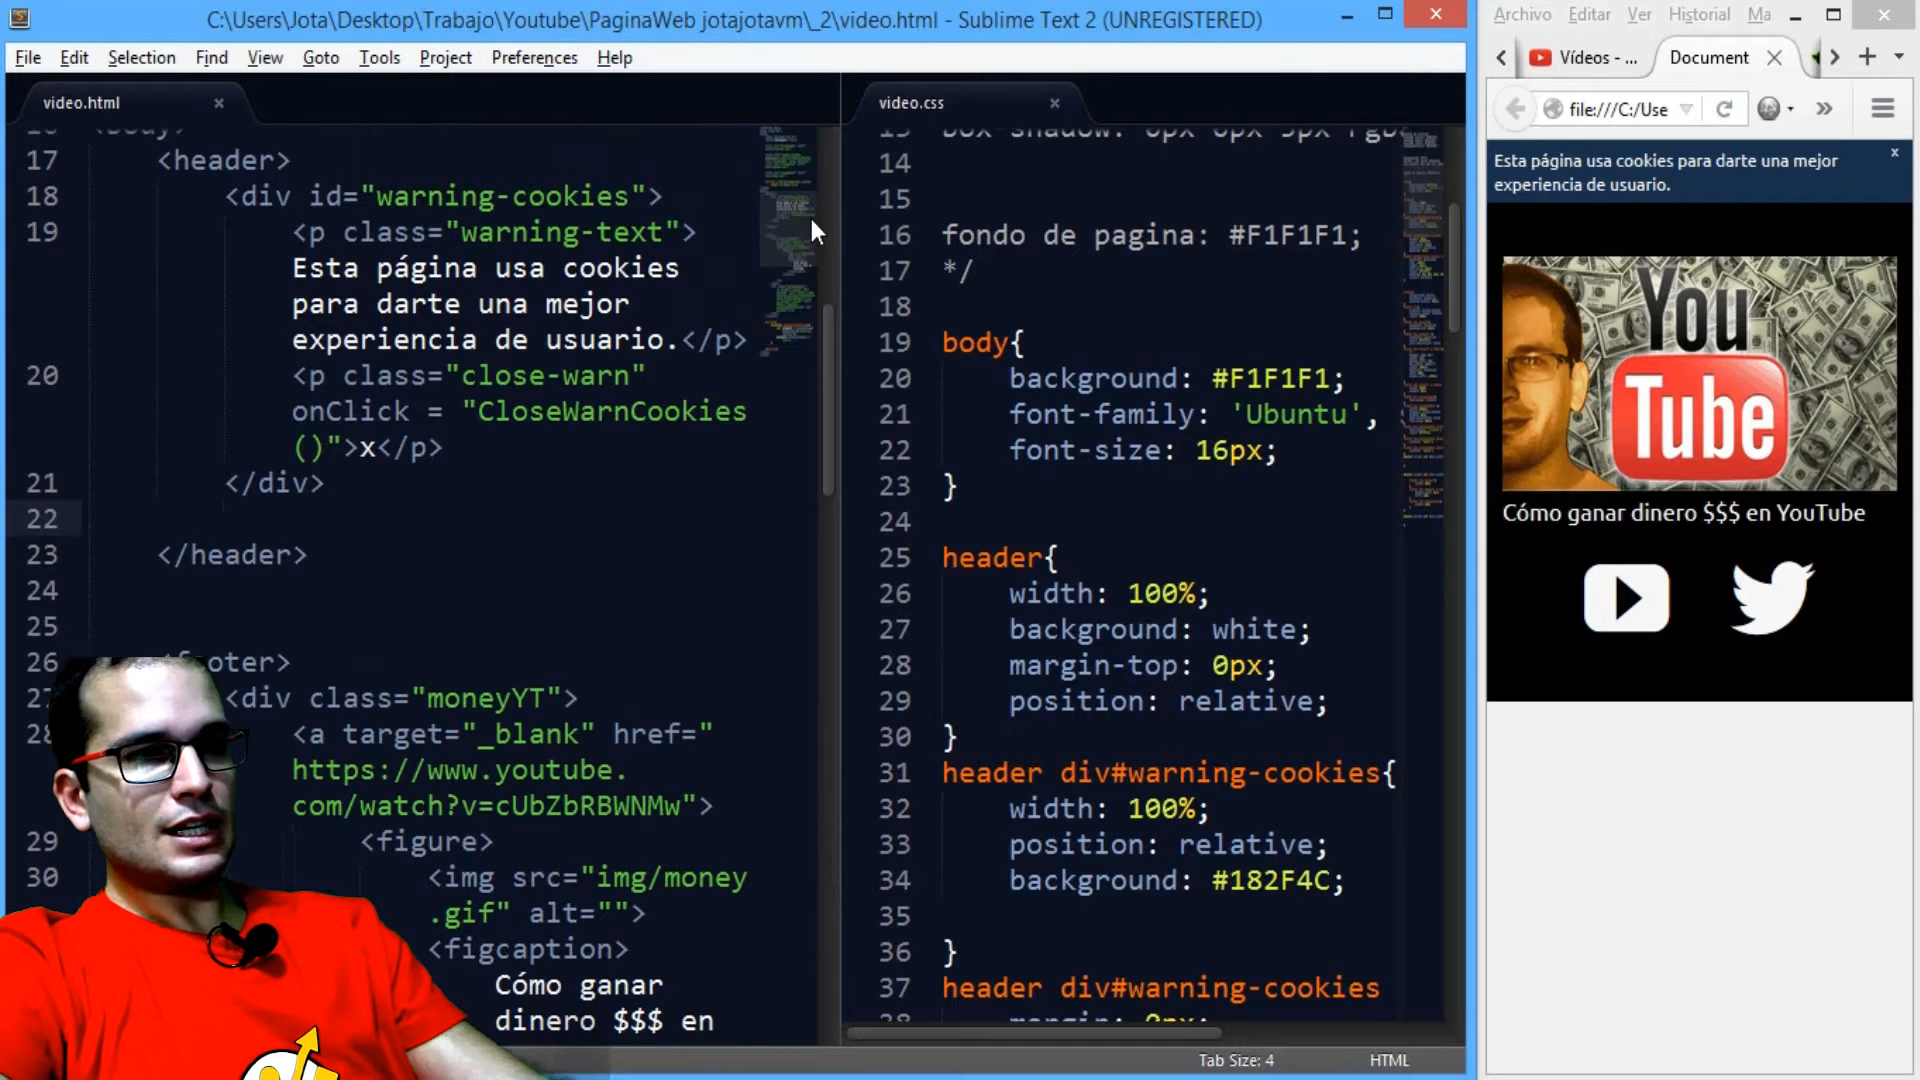 C:\Users\Jota\Desktop\Trabajo\Youtube\PaginaWeb jotajotavm\_2\video.html - Sublime Text 2 (UNREGISTERED)
File Edit Selection Find View Goto Tools Project Preferences Help
video.html ×
17 <header>
18 <div id="warning-cookies">
19 <p class="warning-text">
Esta página usa cookies
para darte una mejor
experiencia de usuario.</p>
20 <p class="close-warn"
onClick = "CloseWarnCookies
()">x</p>
21 </div>
22
23 </header>
24
25
26 footer>
<div class="moneyYT">
28 <a target="_blank" href="
https://www.youtube.
com/watch?v=cUbZbRBWNMw">
29 <figure>
30 <img src="img/money
.gif" alt="">
<figcaption>
Cómo ganar
dinero $$$ en
video.css ×
14
15
16 fondo de pagina: #F1F1F1;
17 */
18
19 body{
20 background: #F1F1F1;
21 font-family: 'Ubuntu',
22 font-size: 16px;
23 }
24
25 header{
26 width: 100%;
27 background: white;
28 margin-top: 0px;
29 position: relative;
30 }
31 header div#warning-cookies{
32 width: 100%;
33 position: relative;
34 background: #182F4C;
35
36 }
37 header div#warning-cookies
Tab Size: 4 HTML
Archivo Editar Ver Historial Ma
Vídeos - ... Document
file:///C:/Use
Esta página usa cookies para darte una mejor x
experiencia de usuario.
You
Tube
Cómo ganar dinero $$$ en YouTube